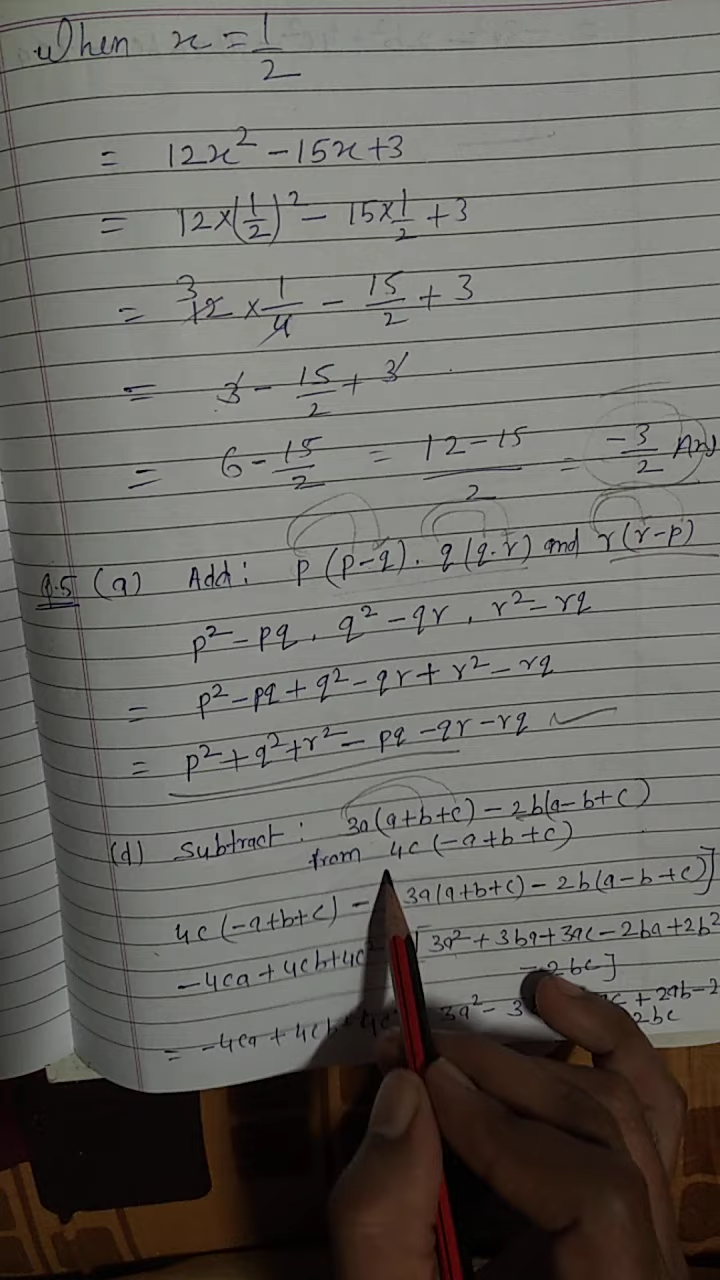 When x = 1/2
= 12x² - 15x + 3
= 12 × (1/2)² - 15 × 1/2 + 3
= 3 12 × 1/4 - 15/2 + 3
= 3 - 15/2 + 3
= 6 - 15/2 = 12 - 15/2 = -3/2 Ans
Q.5 (a) Add: p(p-q). q(q-r) and r(r-p)
p² - pq, q² - qr, r² - rq
= p² - pq + q² - qr + r² - rq
= p² + q² + r² - pq - qr - rq
(d) Subtract: 3a(a+b+c) - 2b(a-b+c)
from 4c(-a+b+c)
4c(-a+b+c) - 3a(a+b+c) - 2b(a-b+c)]
-4ca + 4cb + 4c² [3a² + 3ba + 3ac - 2ba + 2b²
- 2bc]
= -4ca + 4cb + 4c 3a² - 3 + 2ab - 2
2bc